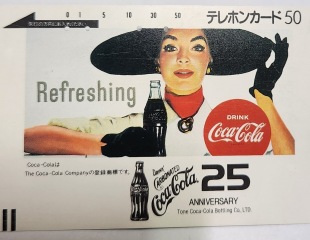 0 1 5 10 30 50
テレホンカード 50
Refreshing
DRINK
Coca-Cola
Coca-Colaは
The Coca-Cola Companyの登録商標です。
Coca-Cola
25
ANNIVERSARY
Tone Coca-Cola Bottling Co., LTD.